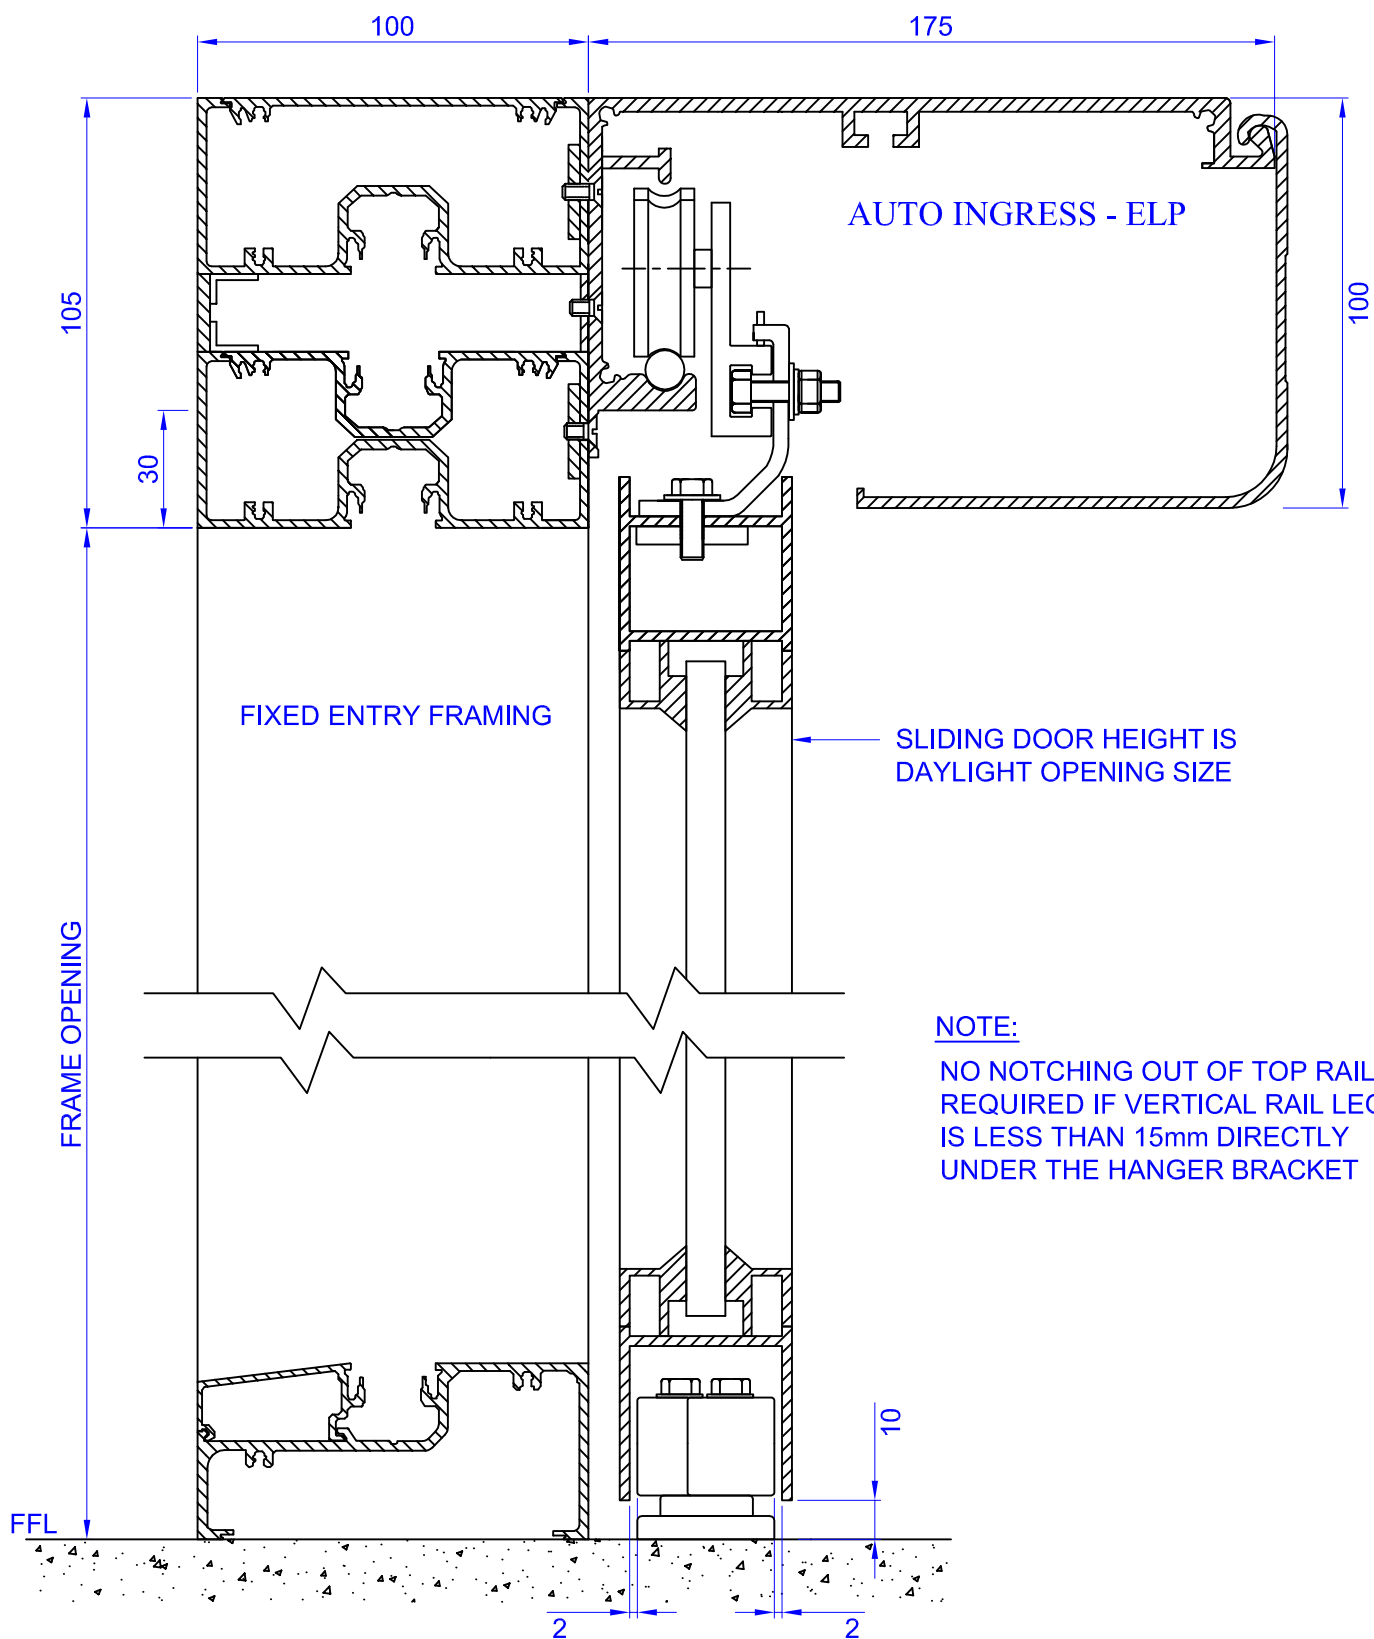 100
175
AUTO INGRESS - ELP
105
100
30
FIXED ENTRY FRAMING
SLIDING DOOR HEIGHT IS
DAYLIGHT OPENING SIZE
FRAME OPENING
NOTE:
NO NOTCHING OUT OF TOP RAIL
REQUIRED IF VERTICAL RAIL LEG
IS LESS THAN 15mm DIRECTLY
UNDER THE HANGER BRACKET
10
FFL
2
2